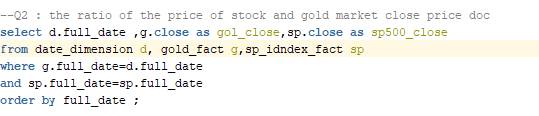 --Q2 : the ratio of the price of stock and gold market close price doc
select d.full_date ,g.close as gol_close,sp.close as sp500_close
from date_dimension d, gold_fact g,sp_idndex_fact sp
where g.full_date=d.full_date
and sp.full_date=sp.full_date
order by full_date ;